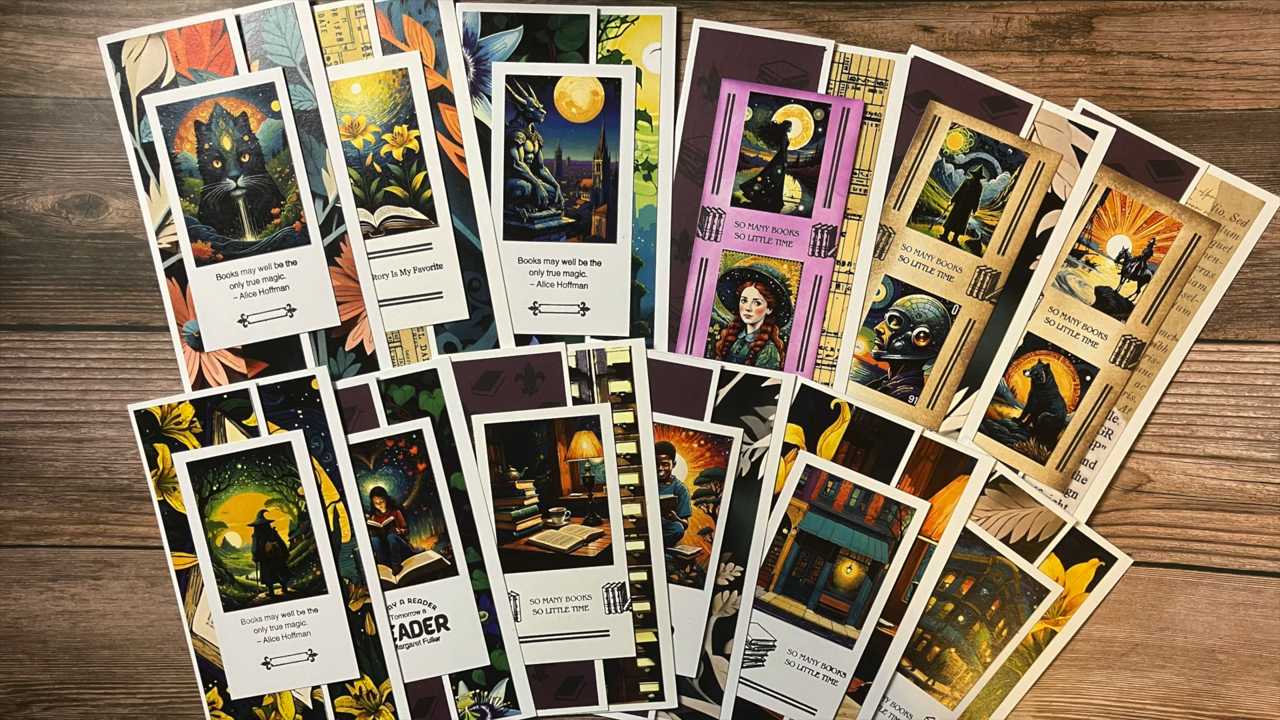 Books may well be the
only true magic.
– Alice Hoffman
Story Is My Favorite
Books may well be the
only true magic.
– Alice Hoffman
SO MANY BOOKS
SO LITTLE TIME
SO MANY BOOKS
SO LITTLE TIME
91
SO MANY BOOKS
SO LITTLE TIME
Books may well be the
only true magic.
– Alice Hoffman
A READER
Tomorrow a
Margaret Fuller
SO MANY BOOKS
SO LITTLE TIME
SO MANY BOOKS
SO LITTLE TIME